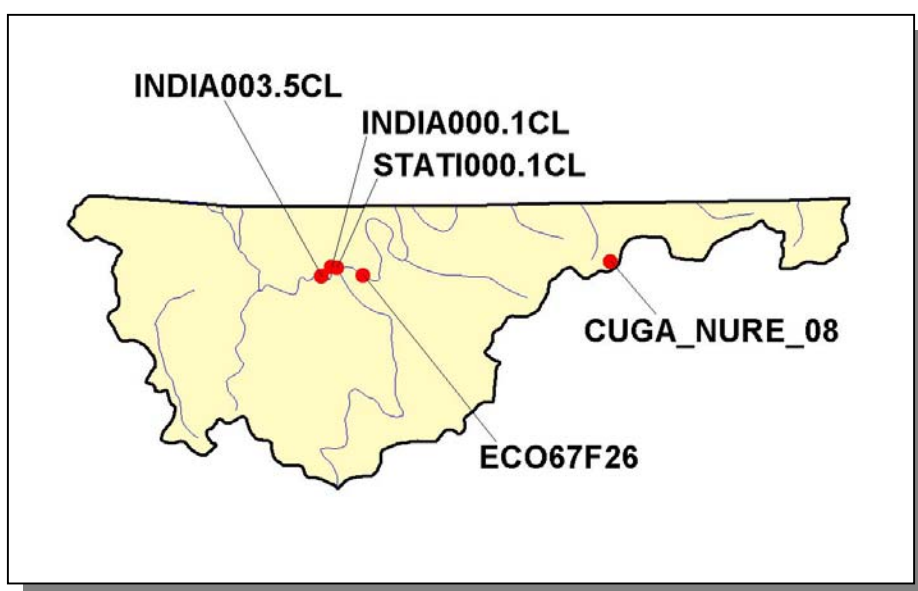 INDIA003.5CL
INDIA000.1CL
STATI000.1CL
CUGA_NURE_08
ECO67F26